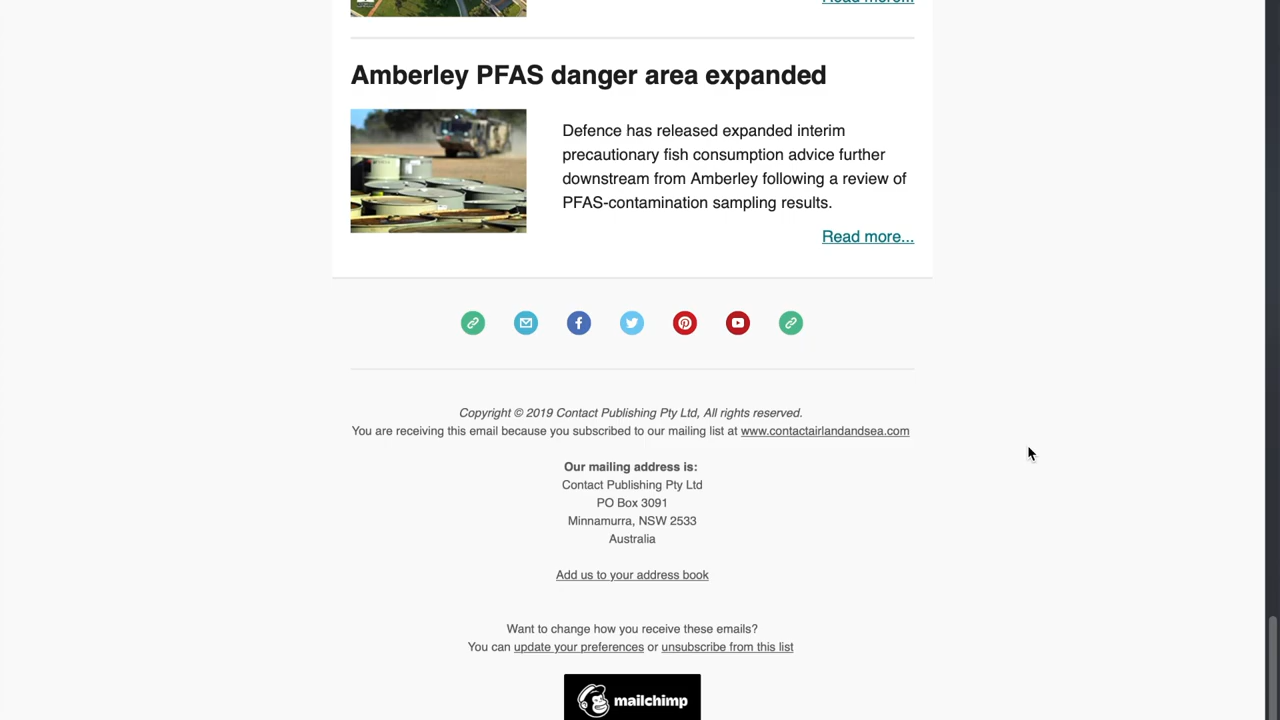 Read more...
Amberley PFAS danger area expanded
Defence has released expanded interim
precautionary fish consumption advice further
downstream from Amberley following a review of
PFAS-contamination sampling results.
Read more...
Copyright © 2019 Contact Publishing Pty Ltd, All rights reserved.
You are receiving this email because you subscribed to our mailing list at www.contactairlandandsea.com
Our mailing address is:
Contact Publishing Pty Ltd
PO Box 3091
Minnamurra, NSW 2533
Australia
Add us to your address book
Want to change how you receive these emails?
You can update your preferences or unsubscribe from this list
mailchimp